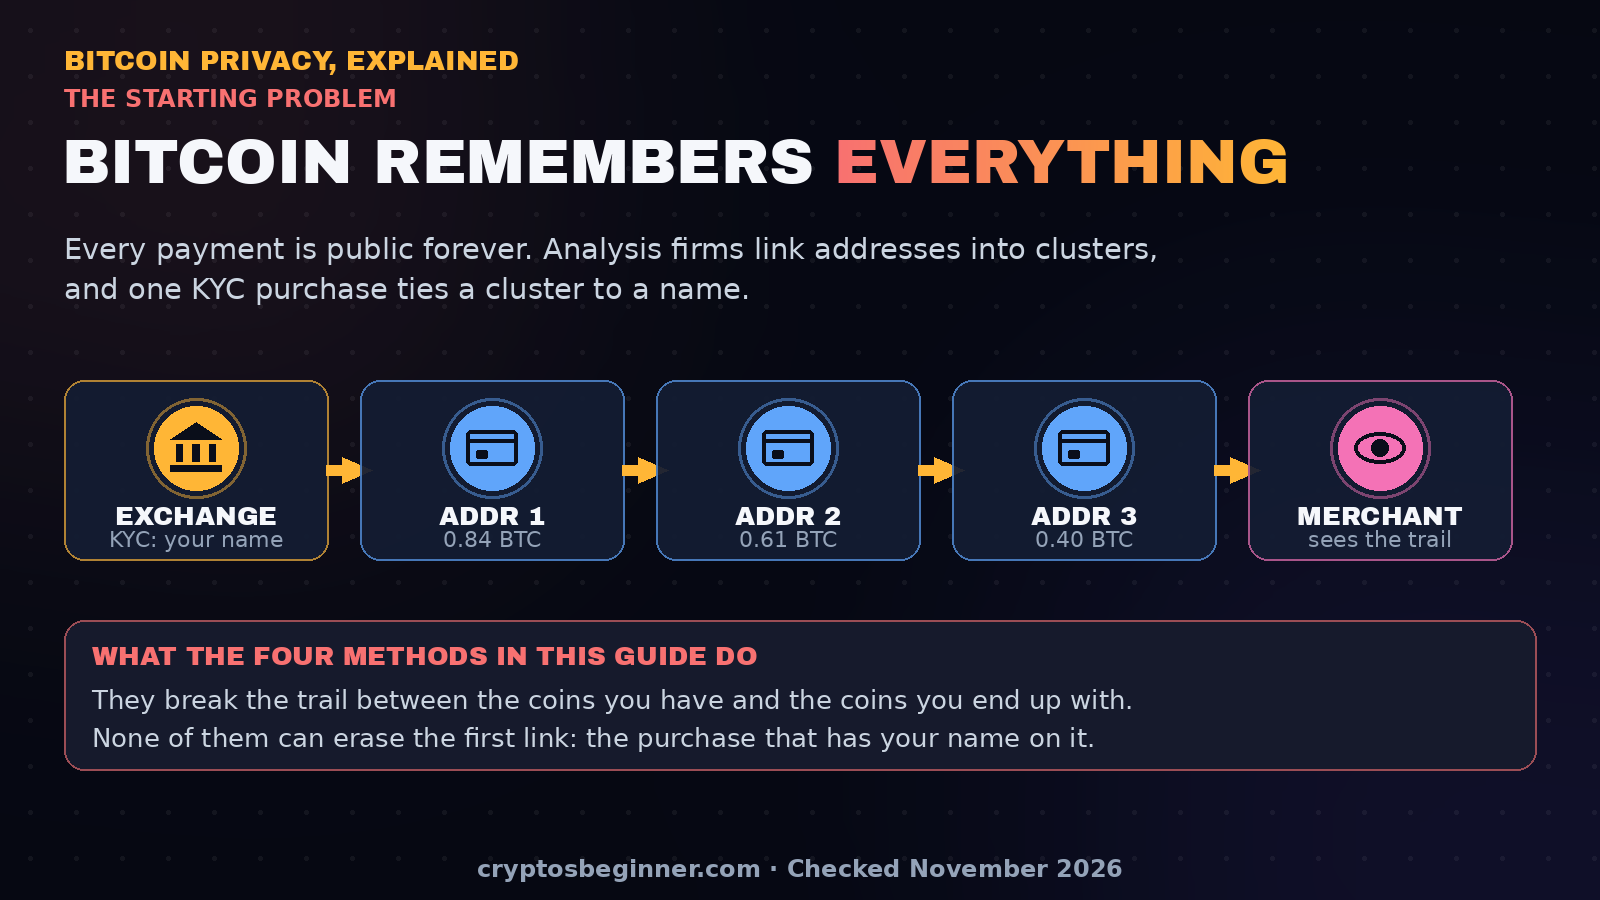 BITCOIN PRIVACY, EXPLAINED
THE STARTING PROBLEM
BITCOIN REMEMBERS EVERYTHING
Every payment is public forever. Analysis firms link addresses into clusters,
and one KYC purchase ties a cluster to a name.
EXCHANGE
KYC: your name
ADDR 1
0.84 BTC
ADDR 2
0.61 BTC
ADDR 3
0.40 BTC
MERCHANT
sees the trail
WHAT THE FOUR METHODS IN THIS GUIDE DO
They break the trail between the coins you have and the coins you end up with.
None of them can erase the first link: the purchase that has your name on it.
cryptosbeginner.com · Checked November 2026